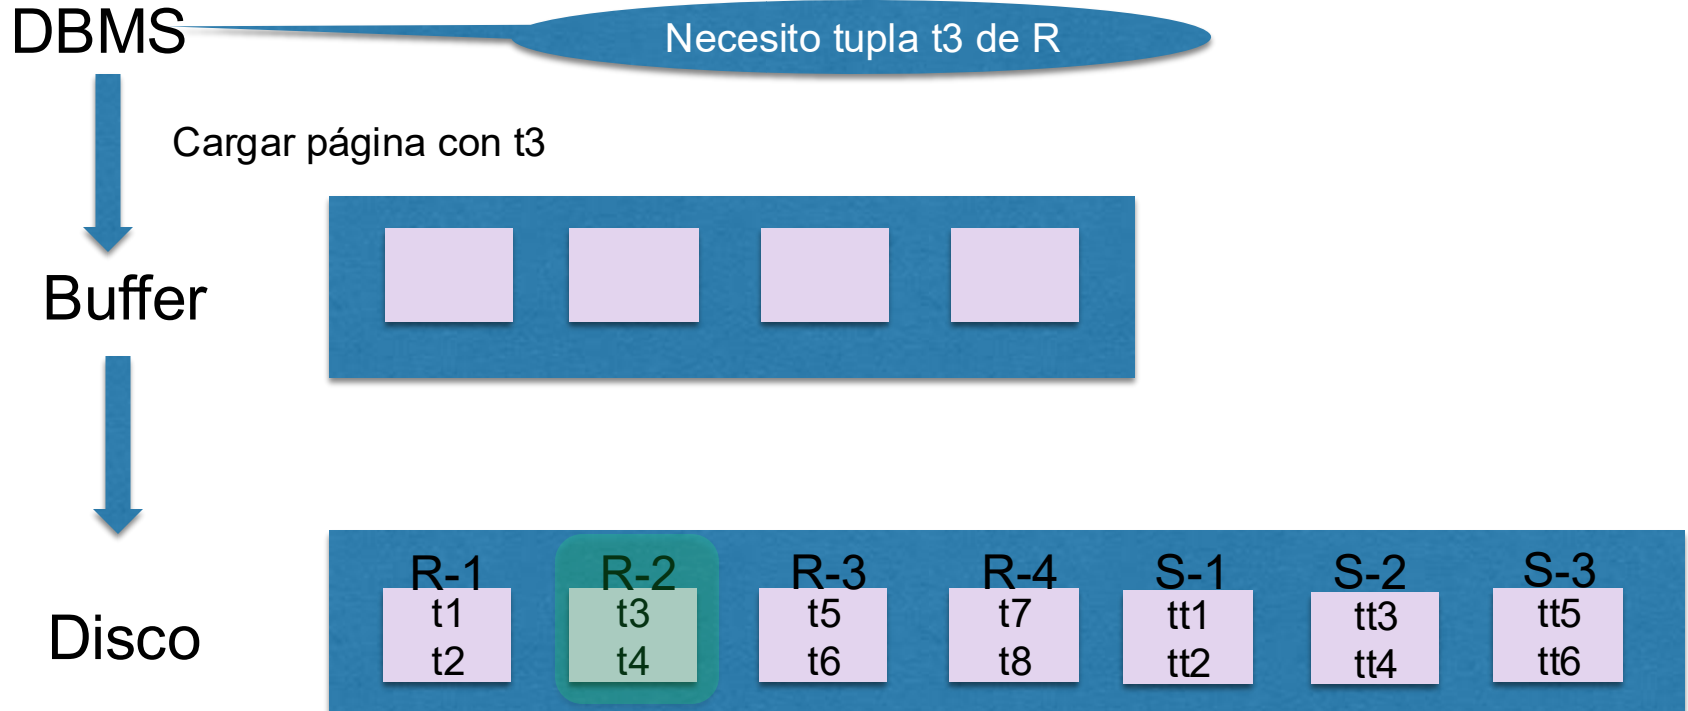 DBMS
Necesito tupla t3 de R
Cargar página con t3
Buffer
Disco
R-1
t1
t2
R-2
t3
t4
R-3
t5
t6
R-4
t7
t8
S-1
tt1
tt2
S-2
tt3
tt4
S-3
tt5
tt6